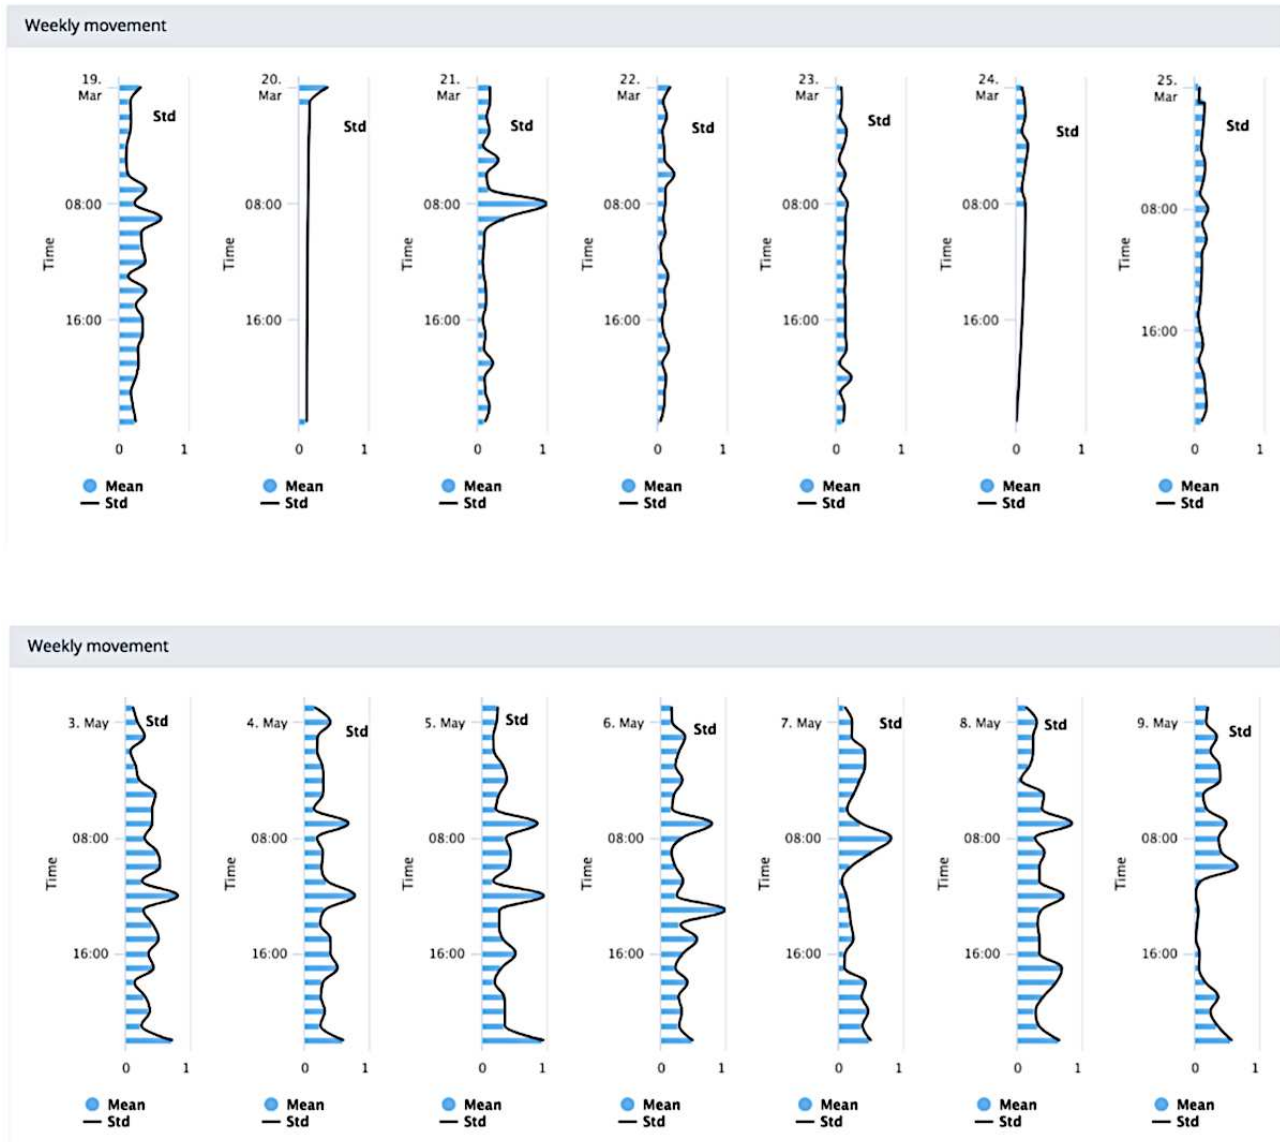 Weekly movement
19. Mar
Std
08:00
16:00
Time
0 1
Mean
Std
20. Mar
Std
08:00
16:00
Time
0 1
Mean
Std
21. Mar
Std
08:00
16:00
Time
0 1
Mean
Std
22. Mar
Std
08:00
16:00
Time
0 1
Mean
Std
23. Mar
Std
08:00
16:00
Time
0 1
Mean
Std
24. Mar
Std
08:00
16:00
Time
0 1
Mean
Std
25. Mar
Std
08:00
16:00
Time
0 1
Mean
Std
Weekly movement
3. May
Std
08:00
16:00
Time
0 1
Mean
Std
4. May
Std
08:00
16:00
Time
0 1
Mean
Std
5. May
Std
08:00
16:00
Time
0 1
Mean
Std
6. May
Std
08:00
16:00
Time
0 1
Mean
Std
7. May
Std
08:00
16:00
Time
0 1
Mean
Std
8. May
Std
08:00
16:00
Time
0 1
Mean
Std
9. May
Std
08:00
16:00
Time
0 1
Mean
Std